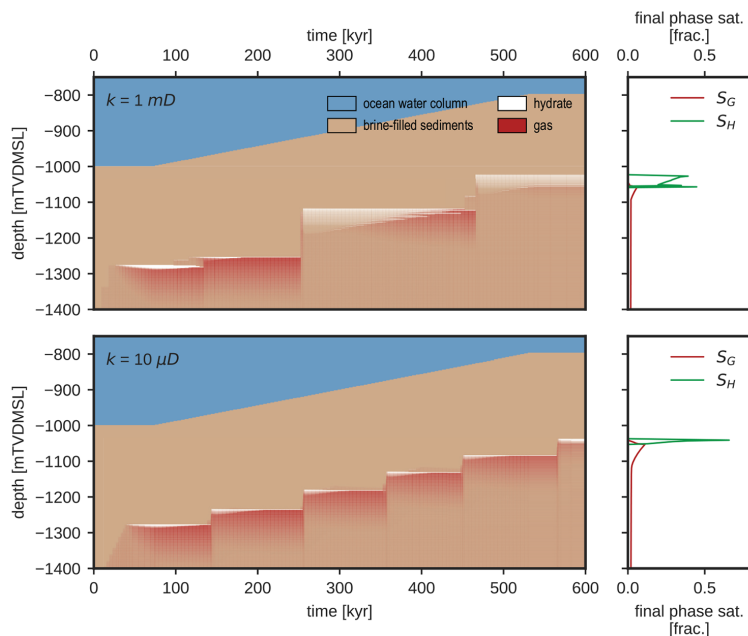 time [kyr]
final phase sat.
[frac.]
0 100 200 300 400 500 600
0.0 0.5
depth [mTVDMSL]
−800
−900
−1000
−1100
−1200
−1300
−1400
k = 1 mD
ocean water column
brine-filled sediments
hydrate
gas
S_G
S_H
depth [mTVDMSL]
−800
−900
−1000
−1100
−1200
−1300
−1400
k = 10 μD
S_G
S_H
0 100 200 300 400 500 600
0.0 0.5
time [kyr]
final phase sat.
[frac.]